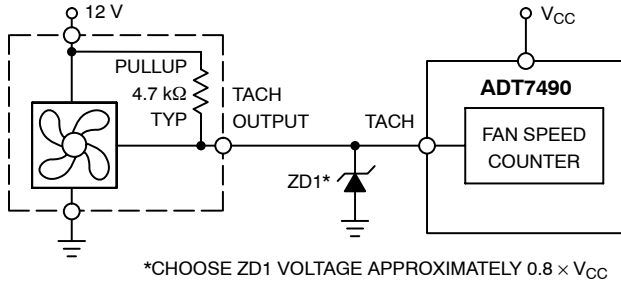 12 V
V_CC
PULLUP
4.7 kΩ
TYP
TACH
OUTPUT
TACH
ADT7490
FAN SPEED
COUNTER
ZD1*
*CHOOSE ZD1 VOLTAGE APPROXIMATELY 0.8 × V_CC